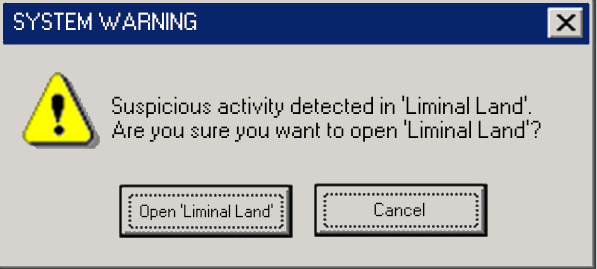 SYSTEM WARNING
Suspicious activity detected in 'Liminal Land'.
Are you sure you want to open 'Liminal Land'?
Open 'Liminal Land'
Cancel